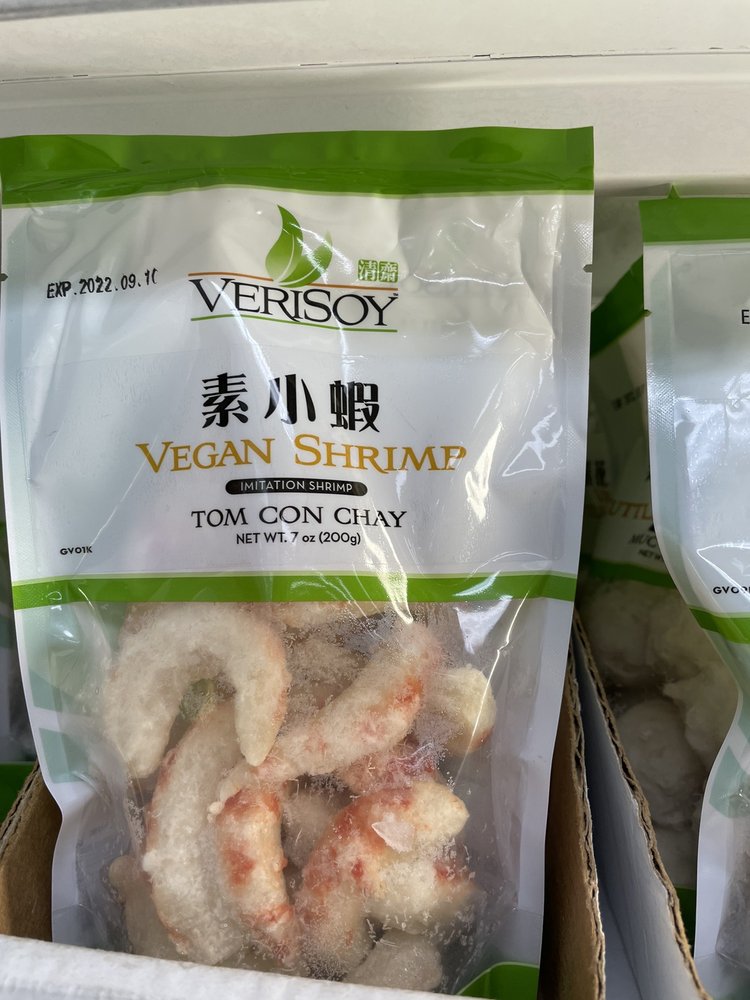 EXP.2022.09.10
清齋
VERISOY
素小蝦
VEGAN SHRIMP
IMITATION SHRIMP
TOM CON CHAY
NET WT. 7 oz (200g)
GV01K